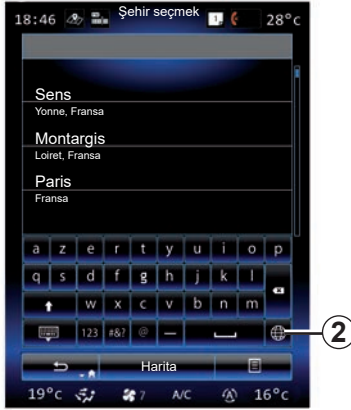 18:46 Şehir seçmek 28°c
Sens
Yonne, Fransa
Montargis
Loiret, Fransa
Paris
Fransa
a z e r t y u i o p
q s d f g h j k l
w x c v b n m
123 #&? @ —
Harita
19°c 7 A/C 16°c
2